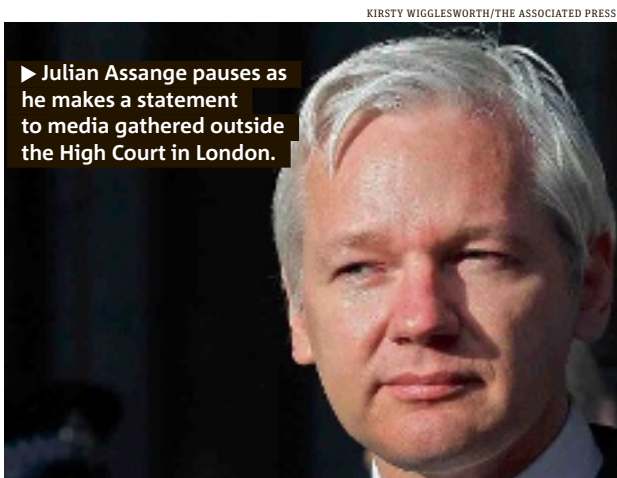 KIRSTY WIGGLESWORTH/THE ASSOCIATED PRESS
▶ Julian Assange pauses as
he makes a statement
to media gathered outside
the High Court in London.